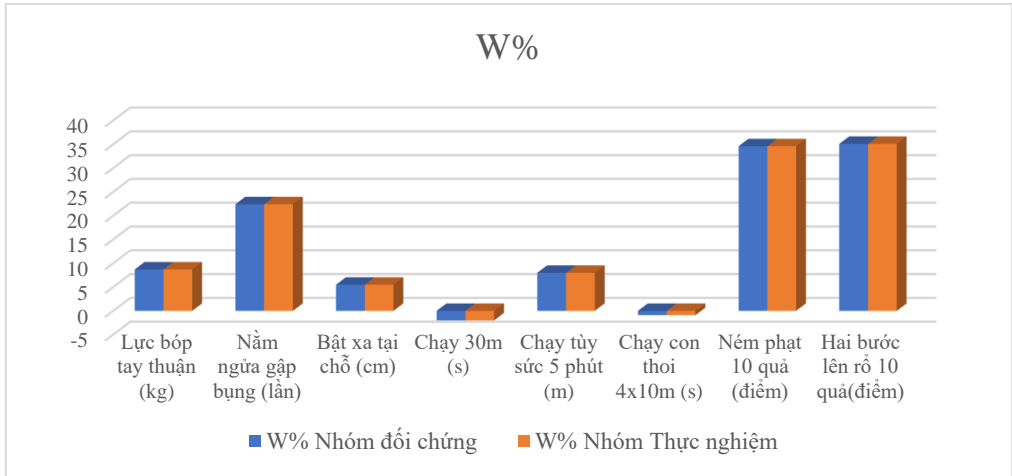 W%
40
35
30
25
20
15
10
5
0
-5
Lực bóp
tay thuận
(kg)
Nằm
ngửa gập
bụng (lần)
Bật xa tại
chỗ (cm)
Chạy 30m
(s)
Chạy tùy
sức 5 phút
(m)
Chạy con
thoi
4x10m (s)
Ném phạt
10 quả
(điểm)
Hai bước
lên rổ 10
quả(điểm)
W% Nhóm đối chứng
W% Nhóm Thực nghiệm